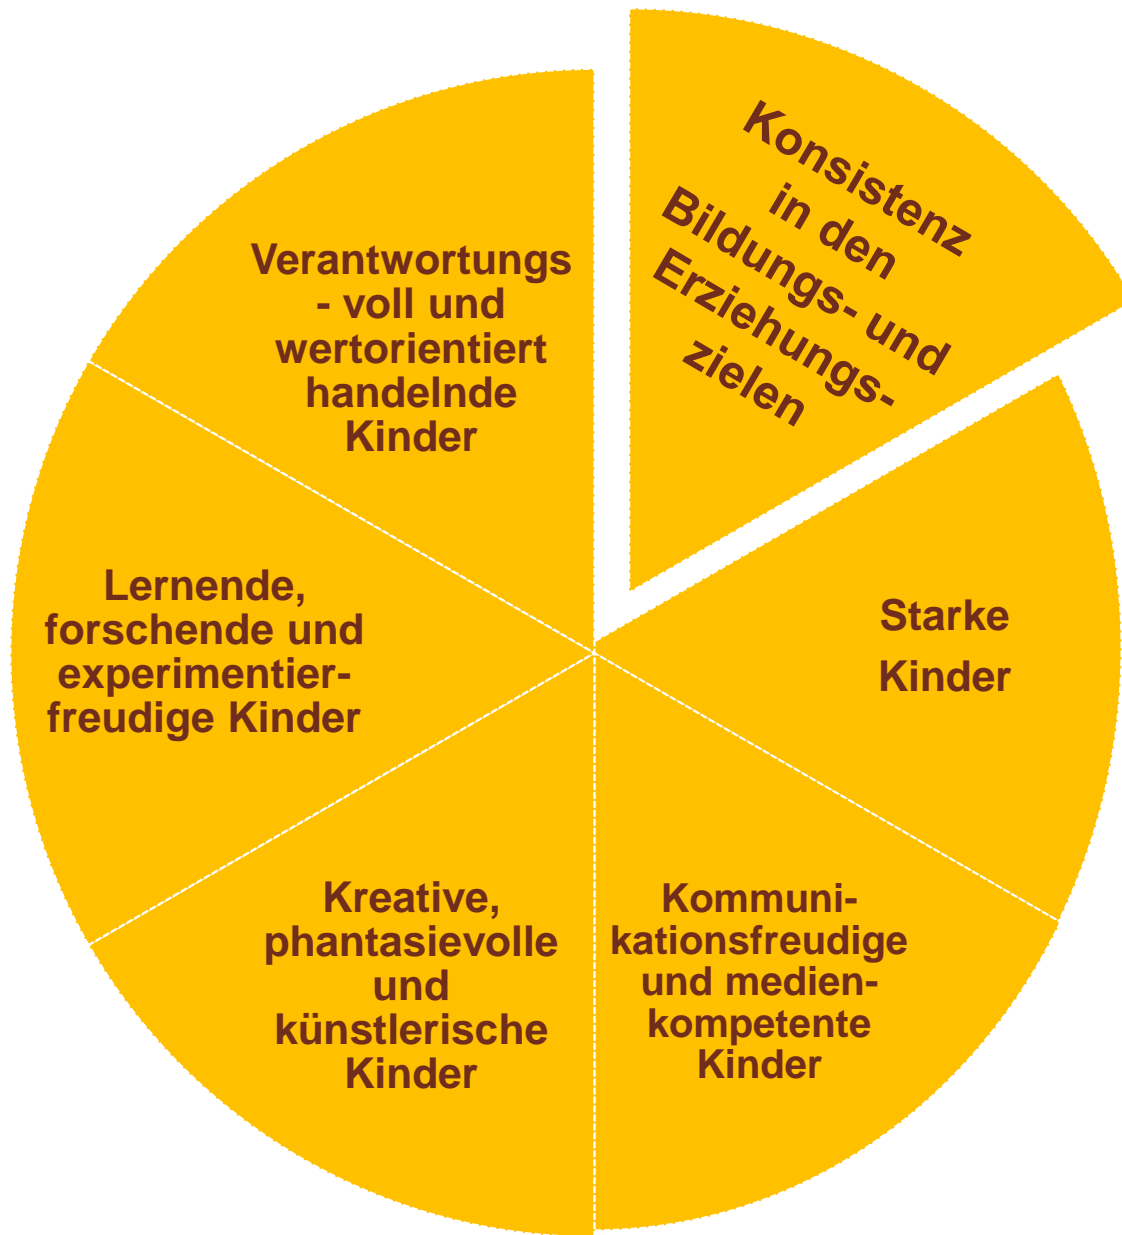 Konsistenz
in den
Bildungs- und
Erziehungs-
zielen
Starke
Kinder
Kommuni-
kationsfreudige
und medien-
kompetente
Kinder
Kreative,
phantasievolle
und
künstlerische
Kinder
Lernende,
forschende und
experimentier-
freudige Kinder
Verantwortungs
- voll und
wertorientiert
handelnde
Kinder